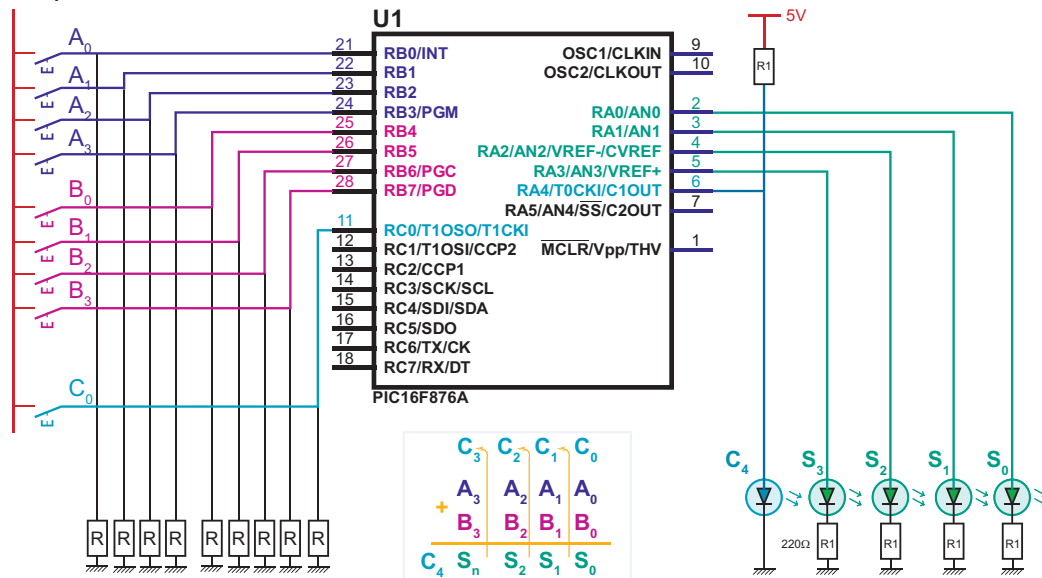 U1
5V
R1
A0
A1
A2
A3
B0
B1
B2
B3
C0
E
E
E
E
E
E
E
E
E
21 RB0/INT
22 RB1
23 RB2
24 RB3/PGM
25 RB4
26 RB5
27 RB6/PGC
28 RB7/PGD
11 RC0/T1OSO/T1CKI
12 RC1/T1OSI/CCP2
13 RC2/CCP1
14 RC3/SCK/SCL
15 RC4/SDI/SDA
16 RC5/SDO
17 RC6/TX/CK
18 RC7/RX/DT
OSC1/CLKIN 9
OSC2/CLKOUT 10
RA0/AN0 2
RA1/AN1 3
RA2/AN2/VREF-/CVREF 4
RA3/AN3/VREF+ 5
RA4/T0CKI/C1OUT 6
RA5/AN4/SS/C2OUT 7
MCLR/Vpp/THV 1
PIC16F876A
C3 C2 C1 C0
A3 A2 A1 A0
+ B3 B2 B1 B0
C4 Sn S2 S1 S0
C4 S3 S2 S1 S0
R R R R R R R R R
220Ω R1 R1 R1 R1